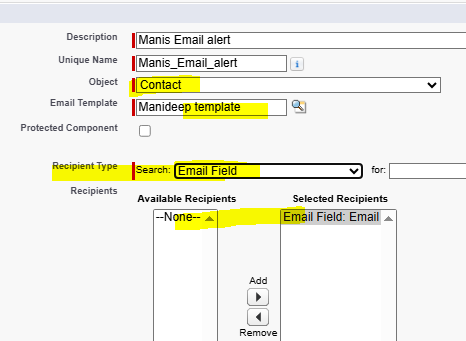 Description Manis Email alert
Unique Name Manis_Email_alert i
Object Contact
Email Template Manideep template
Protected Component
Recipient Type Search: Email Field for:
Recipients
Available Recipients Selected Recipients
--None-- Email Field: Email
Add
Remove